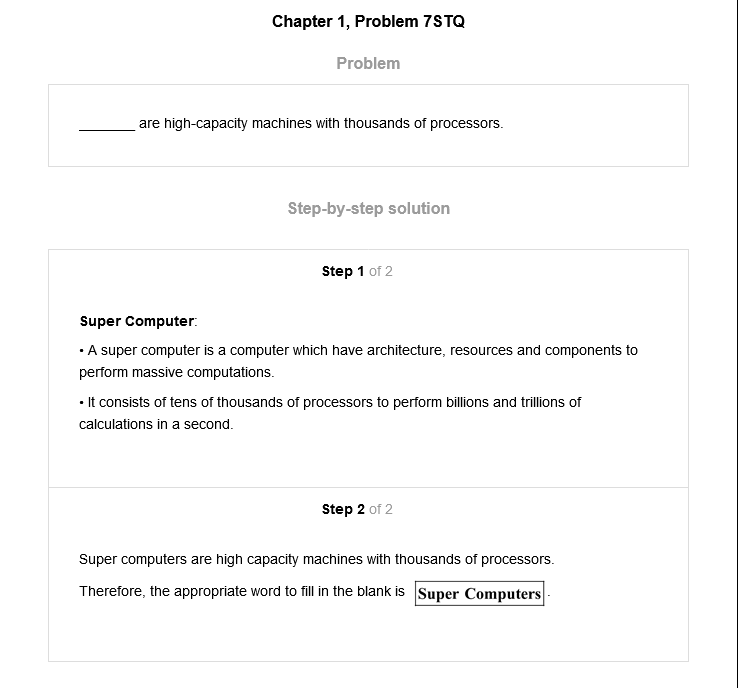 Chapter 1, Problem 7STQ
Problem
_______ are high-capacity machines with thousands of processors.
Step-by-step solution
Step 1 of 2
Super Computer:
• A super computer is a computer which have architecture, resources and components to
perform massive computations.
• It consists of tens of thousands of processors to perform billions and trillions of
calculations in a second.
Step 2 of 2
Super computers are high capacity machines with thousands of processors.
Therefore, the appropriate word to fill in the blank is Super Computers.